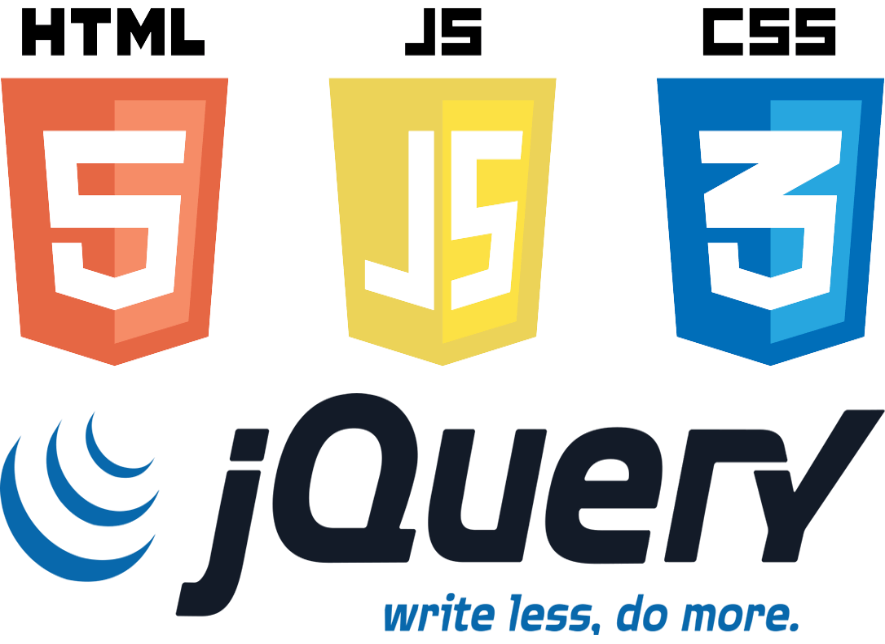 HTML JS CSS
5 JS 3
jQuery
write less, do more.